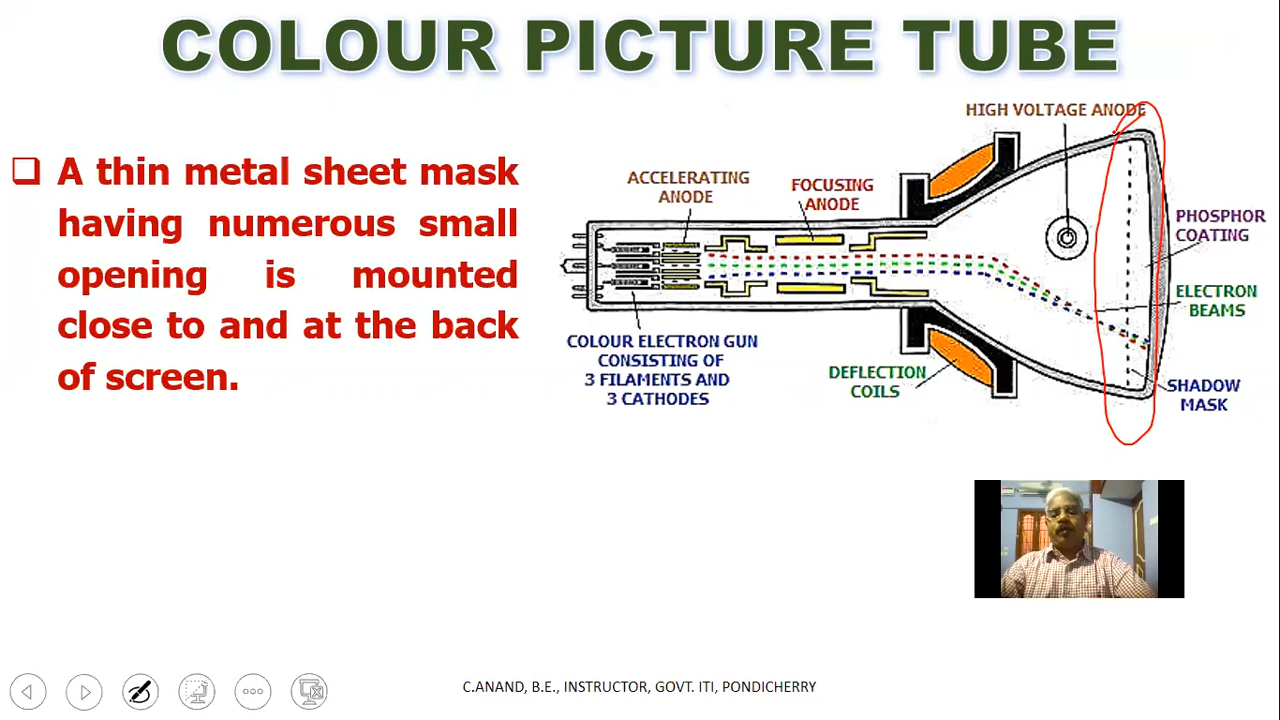 COLOUR PICTURE TUBE
❑ A thin metal sheet mask
having numerous small
opening is mounted
close to and at the back
of screen.
HIGH VOLTAGE ANODE
ACCELERATING
ANODE
FOCUSING
ANODE
PHOSPHOR
COATING
ELECTRON
BEAMS
COLOUR ELECTRON GUN
CONSISTING OF
3 FILAMENTS AND
3 CATHODES
DEFLECTION
COILS
SHADOW
MASK
C.ANAND, B.E., INSTRUCTOR, GOVT. ITI, PONDICHERRY